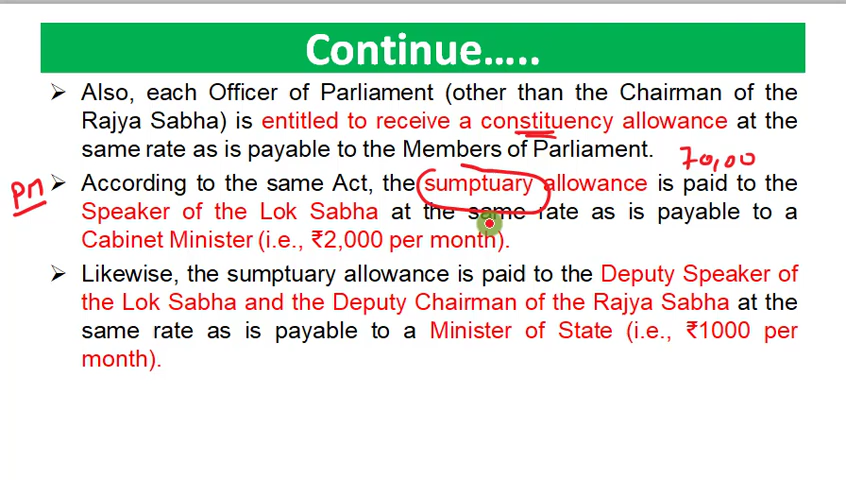 Continue.....
➢ Also, each Officer of Parliament (other than the Chairman of the
Rajya Sabha) is entitled to receive a constituency allowance at the
same rate as is payable to the Members of Parliament.
70,00
PM
➢ According to the same Act, the sumptuary allowance is paid to the
Speaker of the Lok Sabha at the same rate as is payable to a
Cabinet Minister (i.e., ₹2,000 per month).
➢ Likewise, the sumptuary allowance is paid to the Deputy Speaker of
the Lok Sabha and the Deputy Chairman of the Rajya Sabha at the
same rate as is payable to a Minister of State (i.e., ₹1000 per
month).